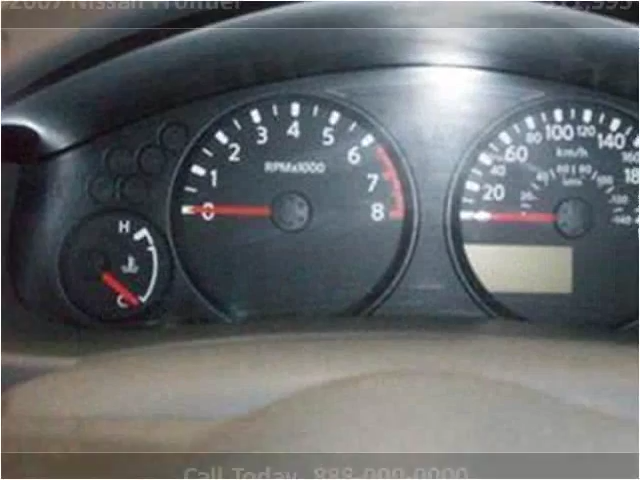 2007 Nissan Frontier
0 1 2 3 4 5 6 7 8
RPMx1000
H
C
20 40 60 80 100 120 140
km/h
Call Today 888-000-0000